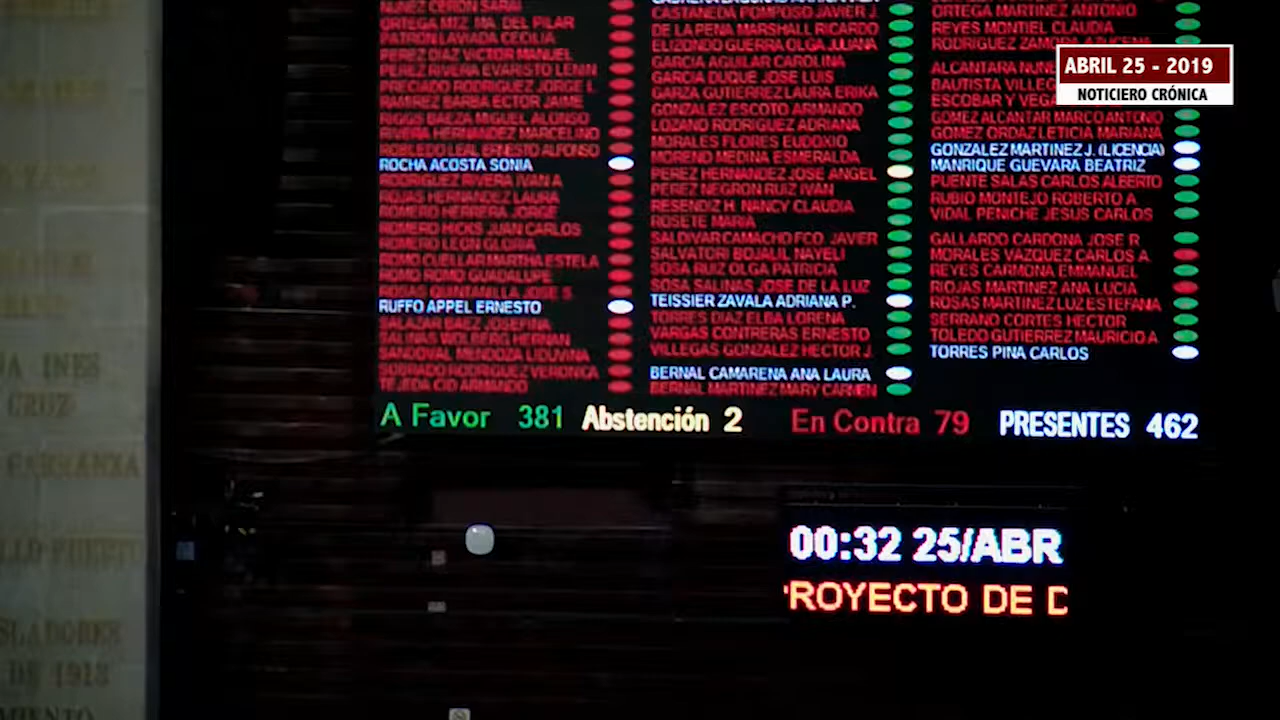 NUÑEZ CERON SARAI
ORTEGA MTZ. MA. DEL PILAR
PATRON LAVIADA CECILIA
PEREZ DIAZ VICTOR MANUEL
PEREZ RIVERA EVARISTO LENIN
PRECIADO RODRIGUEZ JORGE L.
RAMIREZ BARBA ECTOR JAIME
RIGGS BAEZA MIGUEL ALONSO
RIVERA HERNANDEZ MARCELINO
ROBLEDO LEAL ERNESTO ALFONSO
ROCHA ACOSTA SONIA
RODRIGUEZ RIVERA IVAN A
ROJAS HERNANDEZ LAURA
ROMERO HERRERA JORGE
ROMERO HICKS JUAN CARLOS
ROMERO LEON GLORIA
ROMO CUELLAR MARTHA ESTELA
ROMO ROMO GUADALUPE
ROSAS QUINTANILLA JOSE S
RUFFO APPEL ERNESTO
SALAZAR BAEZ JOSEFINA
SALINAS WOLBERG HERNAN
SANDOVAL MENDOZA LIDUVINA
SOBRADO RODRIGUEZ VERONICA
TEJEDA CID ARMANDO
CASTAÑEDA POMPOSO JAVIER J.
DE LA PEÑA MARSHALL RICARDO
ELIZONDO GUERRA OLGA JULIANA
GARCIA AGUILAR CAROLINA
GARCIA DUQUE JOSE LUIS
GARZA GUTIERREZ LAURA ERIKA
GONZALEZ ESCOTO ARMANDO
LOZANO RODRIGUEZ ADRIANA
MORALES FLORES EUDOXIO
MORENO MEDINA ESMERALDA
PEREZ HERNANDEZ JOSE ANGEL
PEREZ NEGRON RUIZ IVAN
RESENDIZ H. NANCY CLAUDIA
ROSETE MARIA
SALDIVAR CAMACHO FCO. JAVIER
SALVATORI BOJALIL NAYELI
SOSA RUIZ OLGA PATRICIA
SOSA SALINAS JOSE DE LA LUZ
TEISSIER ZAVALA ADRIANA P.
TORRES DIAZ ELBA LORENA
VARGAS CONTRERAS ERNESTO
VILLEGAS GONZALEZ HECTOR J.
BERNAL CAMARENA ANA LAURA
BERNAL MARTINEZ MARY CARMEN
ORTEGA MARTINEZ ANTONIO
REYES MONTIEL CLAUDIA
RODRIGUEZ ZAMORA AZUCENA
ALCANTARA NUÑE
BAUTISTA VILLEG
ESCOBAR Y VEGA
GOMEZ ALCANTAR MARCO ANTONIO
GOMEZ ORDAZ LETICIA MARIANA
GONZALEZ MARTINEZ J. (LICENCIA)
MANRIQUE GUEVARA BEATRIZ
PUENTE SALAS CARLOS ALBERTO
RUBIO MONTEJO ROBERTO A.
VIDAL PENICHE JESUS CARLOS
GALLARDO CARDONA JOSE R
MORALES VAZQUEZ CARLOS A.
REYES CARMONA EMMANUEL
RIOJAS MARTINEZ ANA LUCIA
ROSAS MARTINEZ LUZ ESTEFANIA
SERRANO CORTES HECTOR
TOLEDO GUTIERREZ MAURICIO A
TORRES PIÑA CARLOS
A Favor 381 Abstención 2 En Contra 79 PRESENTES 462
00:32 25/ABR
ROYECTO DE D
ABRIL 25 - 2019
NOTICIERO CRÓNICA
INES
CRUZ
CARRANZA
DE 1913